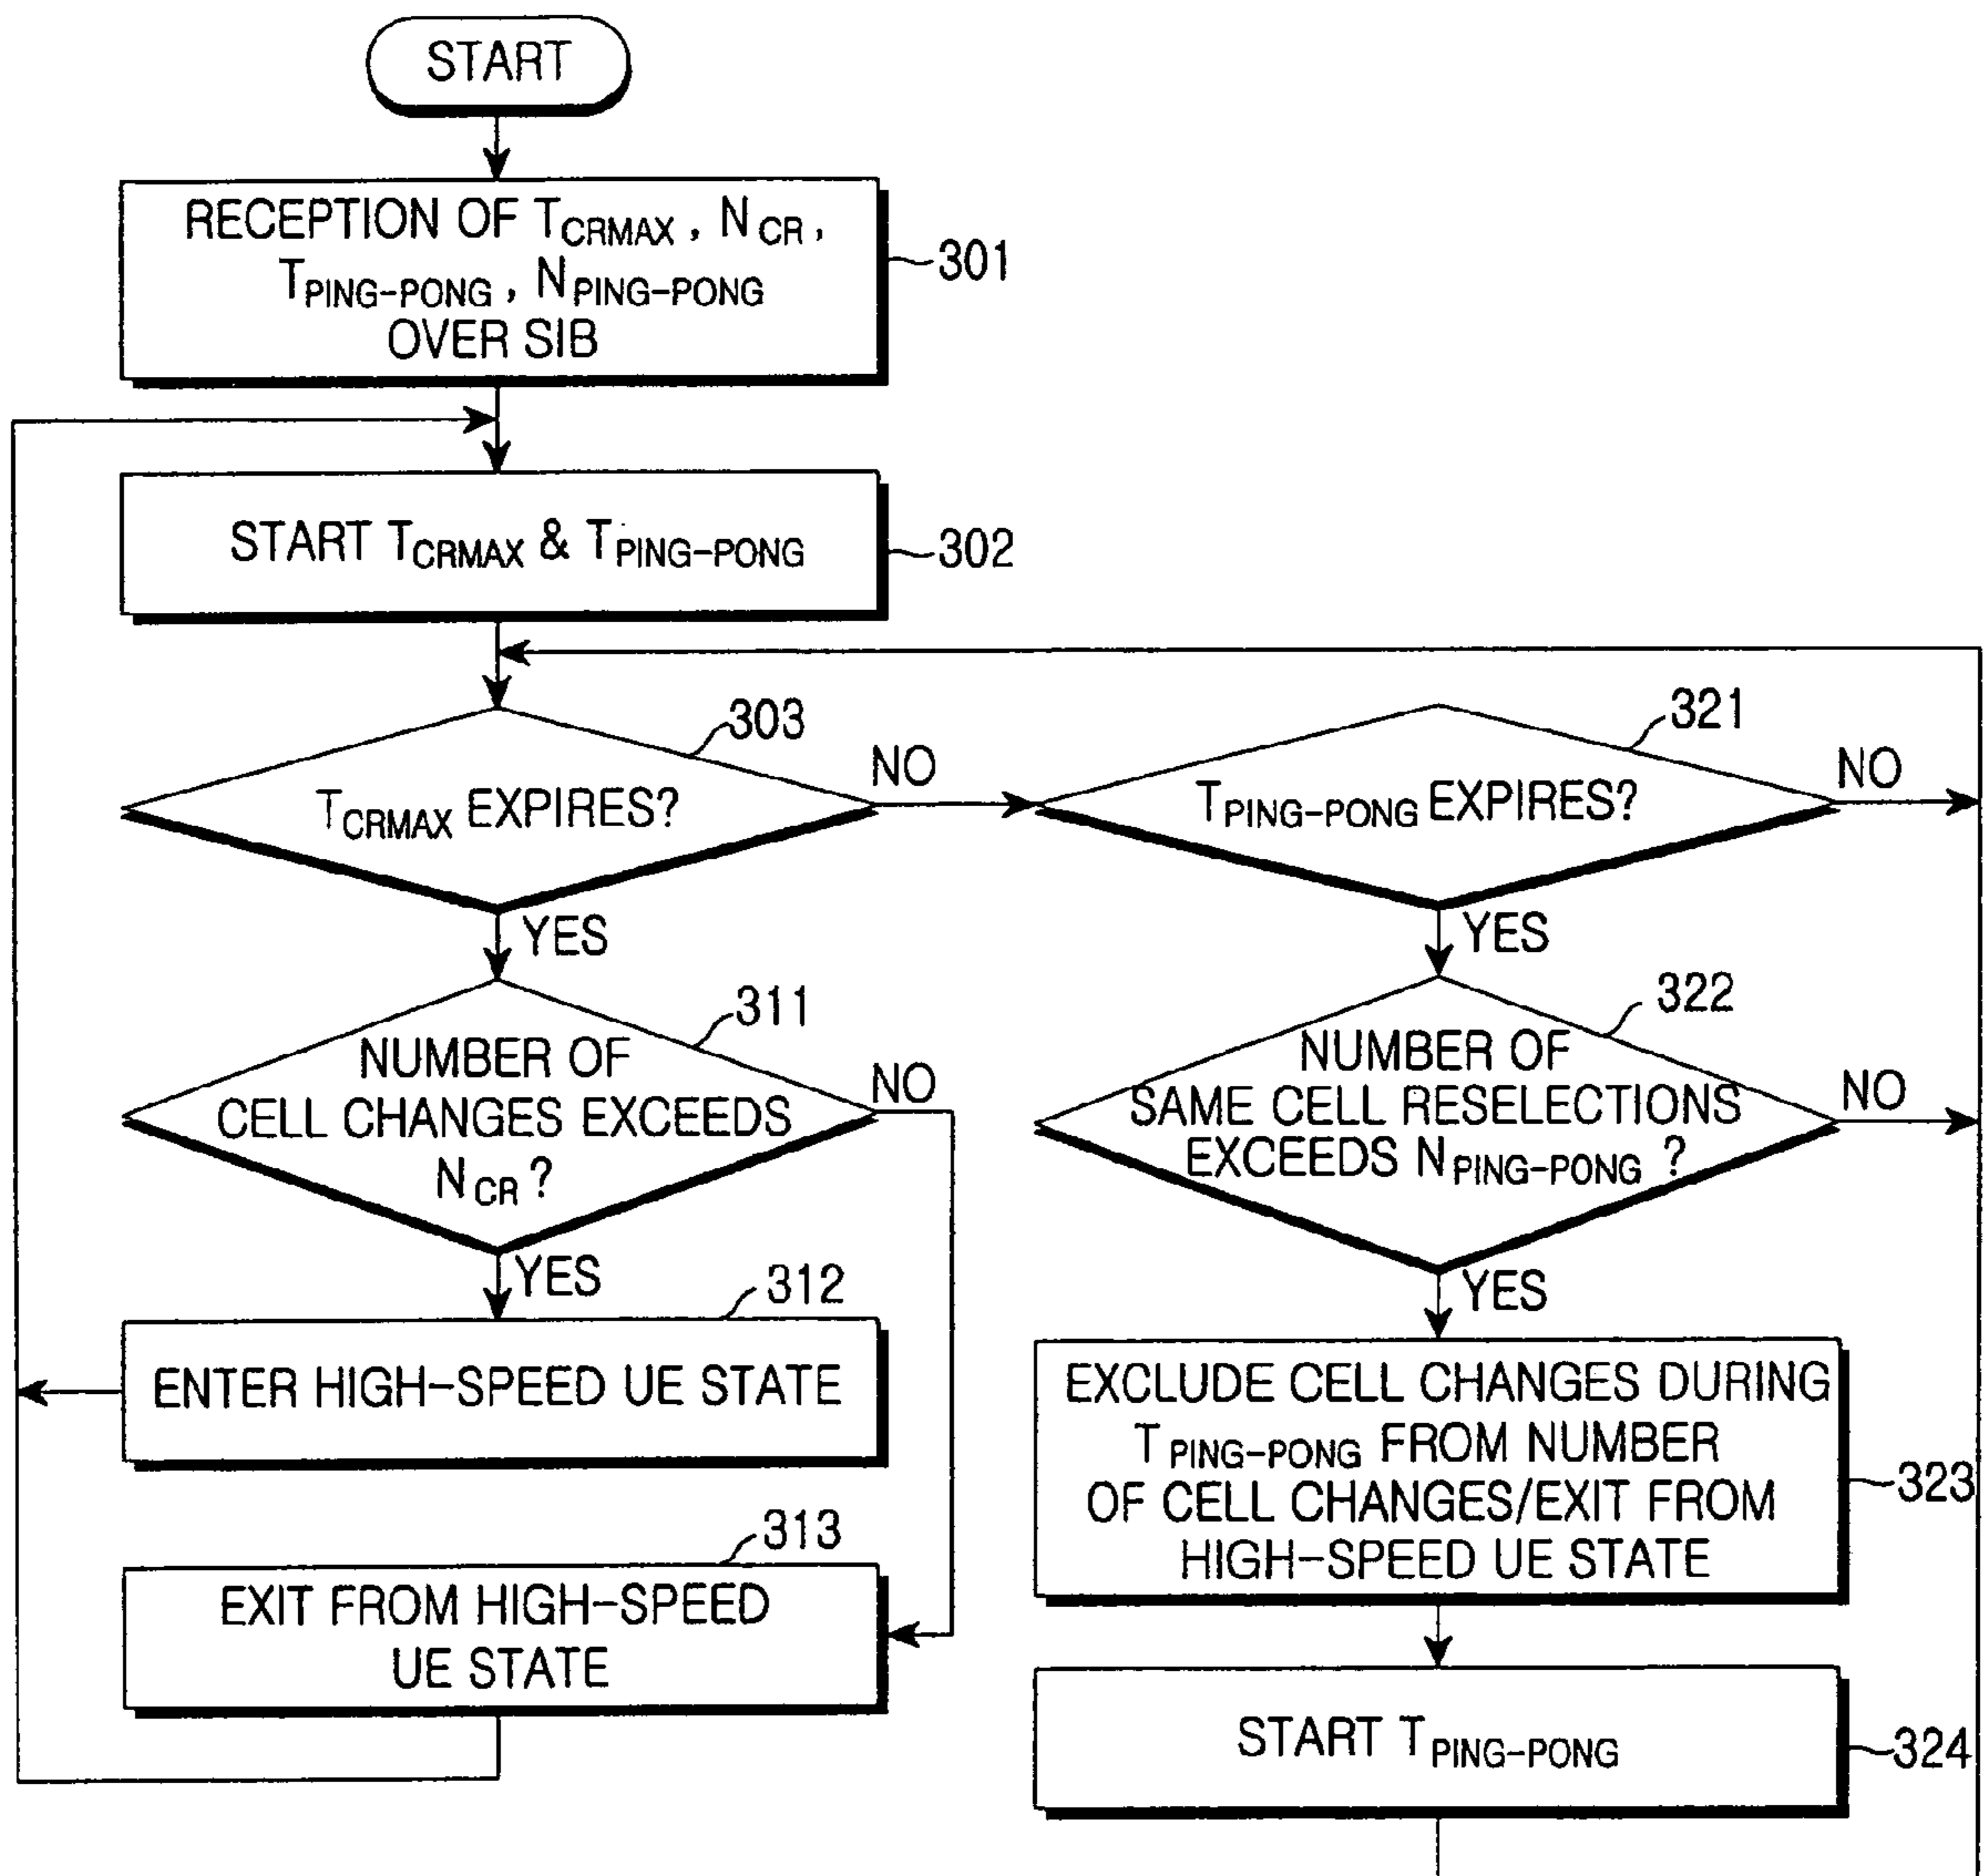 START
RECEPTION OF TCRMAX, NCR,
TPING-PONG, NPING-PONG
OVER SIB
301
START TCRMAX & TPING-PONG
302
303
TCRMAX EXPIRES?
NO
321
TPING-PONG EXPIRES?
NO
YES
YES
311
NUMBER OF
CELL CHANGES EXCEEDS
NCR?
NO
322
NUMBER OF
SAME CELL RESELECTIONS
EXCEEDS NPING-PONG ?
NO
YES
312
ENTER HIGH-SPEED UE STATE
YES
EXCLUDE CELL CHANGES DURING
TPING-PONG FROM NUMBER
OF CELL CHANGES/EXIT FROM
HIGH-SPEED UE STATE
323
313
EXIT FROM HIGH-SPEED
UE STATE
START TPING-PONG
324